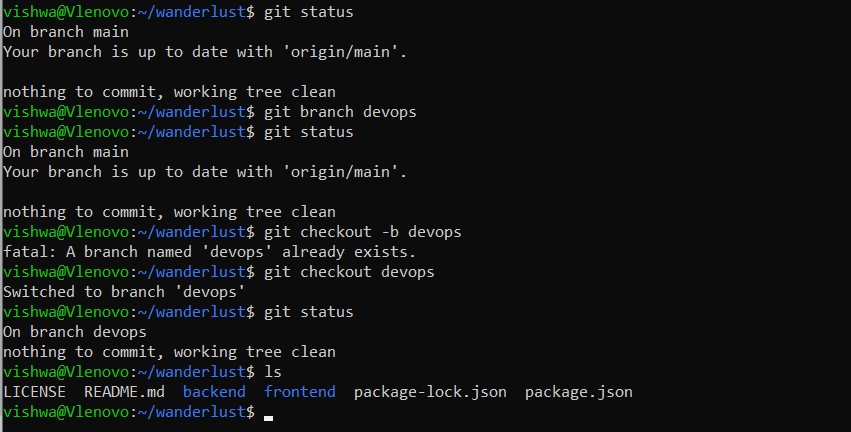 vishwa@Vlenovo:~/wanderlust$ git status
On branch main
Your branch is up to date with 'origin/main'.
nothing to commit, working tree clean
vishwa@Vlenovo:~/wanderlust$ git branch devops
vishwa@Vlenovo:~/wanderlust$ git status
On branch main
Your branch is up to date with 'origin/main'.
nothing to commit, working tree clean
vishwa@Vlenovo:~/wanderlust$ git checkout -b devops
fatal: A branch named 'devops' already exists.
vishwa@Vlenovo:~/wanderlust$ git checkout devops
Switched to branch 'devops'
vishwa@Vlenovo:~/wanderlust$ git status
On branch devops
nothing to commit, working tree clean
vishwa@Vlenovo:~/wanderlust$ ls
LICENSE  README.md  backend  frontend  package-lock.json  package.json
vishwa@Vlenovo:~/wanderlust$